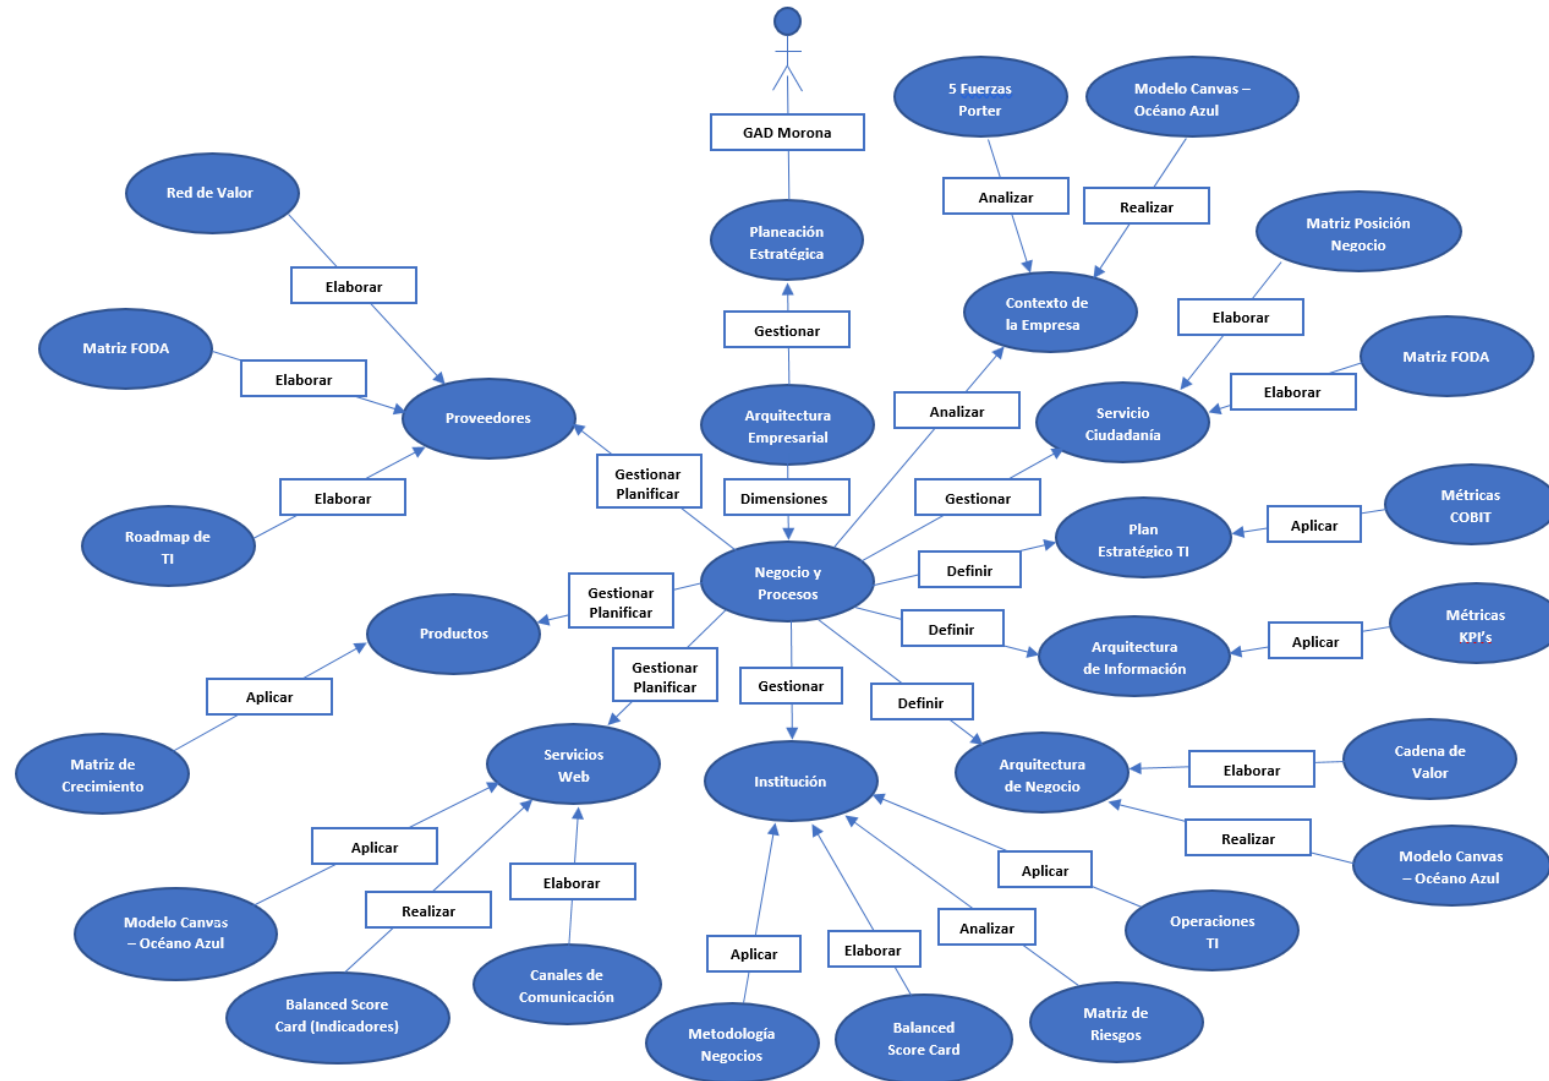 GAD Morona
5 Fuerzas
Porter
Modelo Canvas –
Océano Azul
Red de Valor
Analizar
Realizar
Planeación
Estratégica
Matriz Posición
Negocio
Elaborar
Contexto de
la Empresa
Elaborar
Gestionar
Matriz FODA
Elaborar
Matriz FODA
Elaborar
Proveedores
Arquitectura
Empresarial
Analizar
Servicio
Ciudadanía
Gestionar
Planificar
Elaborar
Dimensiones
Gestionar
Métricas
COBIT
Aplicar
Roadmap de
TI
Plan
Estratégico TI
Negocio y
Procesos
Definir
Gestionar
Planificar
Productos
Definir
Métricas
KPI's
Aplicar
Arquitectura
de Información
Gestionar
Planificar
Gestionar
Definir
Aplicar
Matriz de
Crecimiento
Servicios
Web
Institución
Arquitectura
de Negocio
Elaborar
Cadena de
Valor
Aplicar
Realizar
Modelo Canvas
– Océano Azul
Elaborar
Aplicar
Realizar
Modelo Canvas
– Océano Azul
Operaciones
TI
Analizar
Aplicar
Elaborar
Canales de
Comunicación
Balanced Score
Card (Indicadores)
Metodología
Negocios
Balanced
Score Card
Matriz de
Riesgos